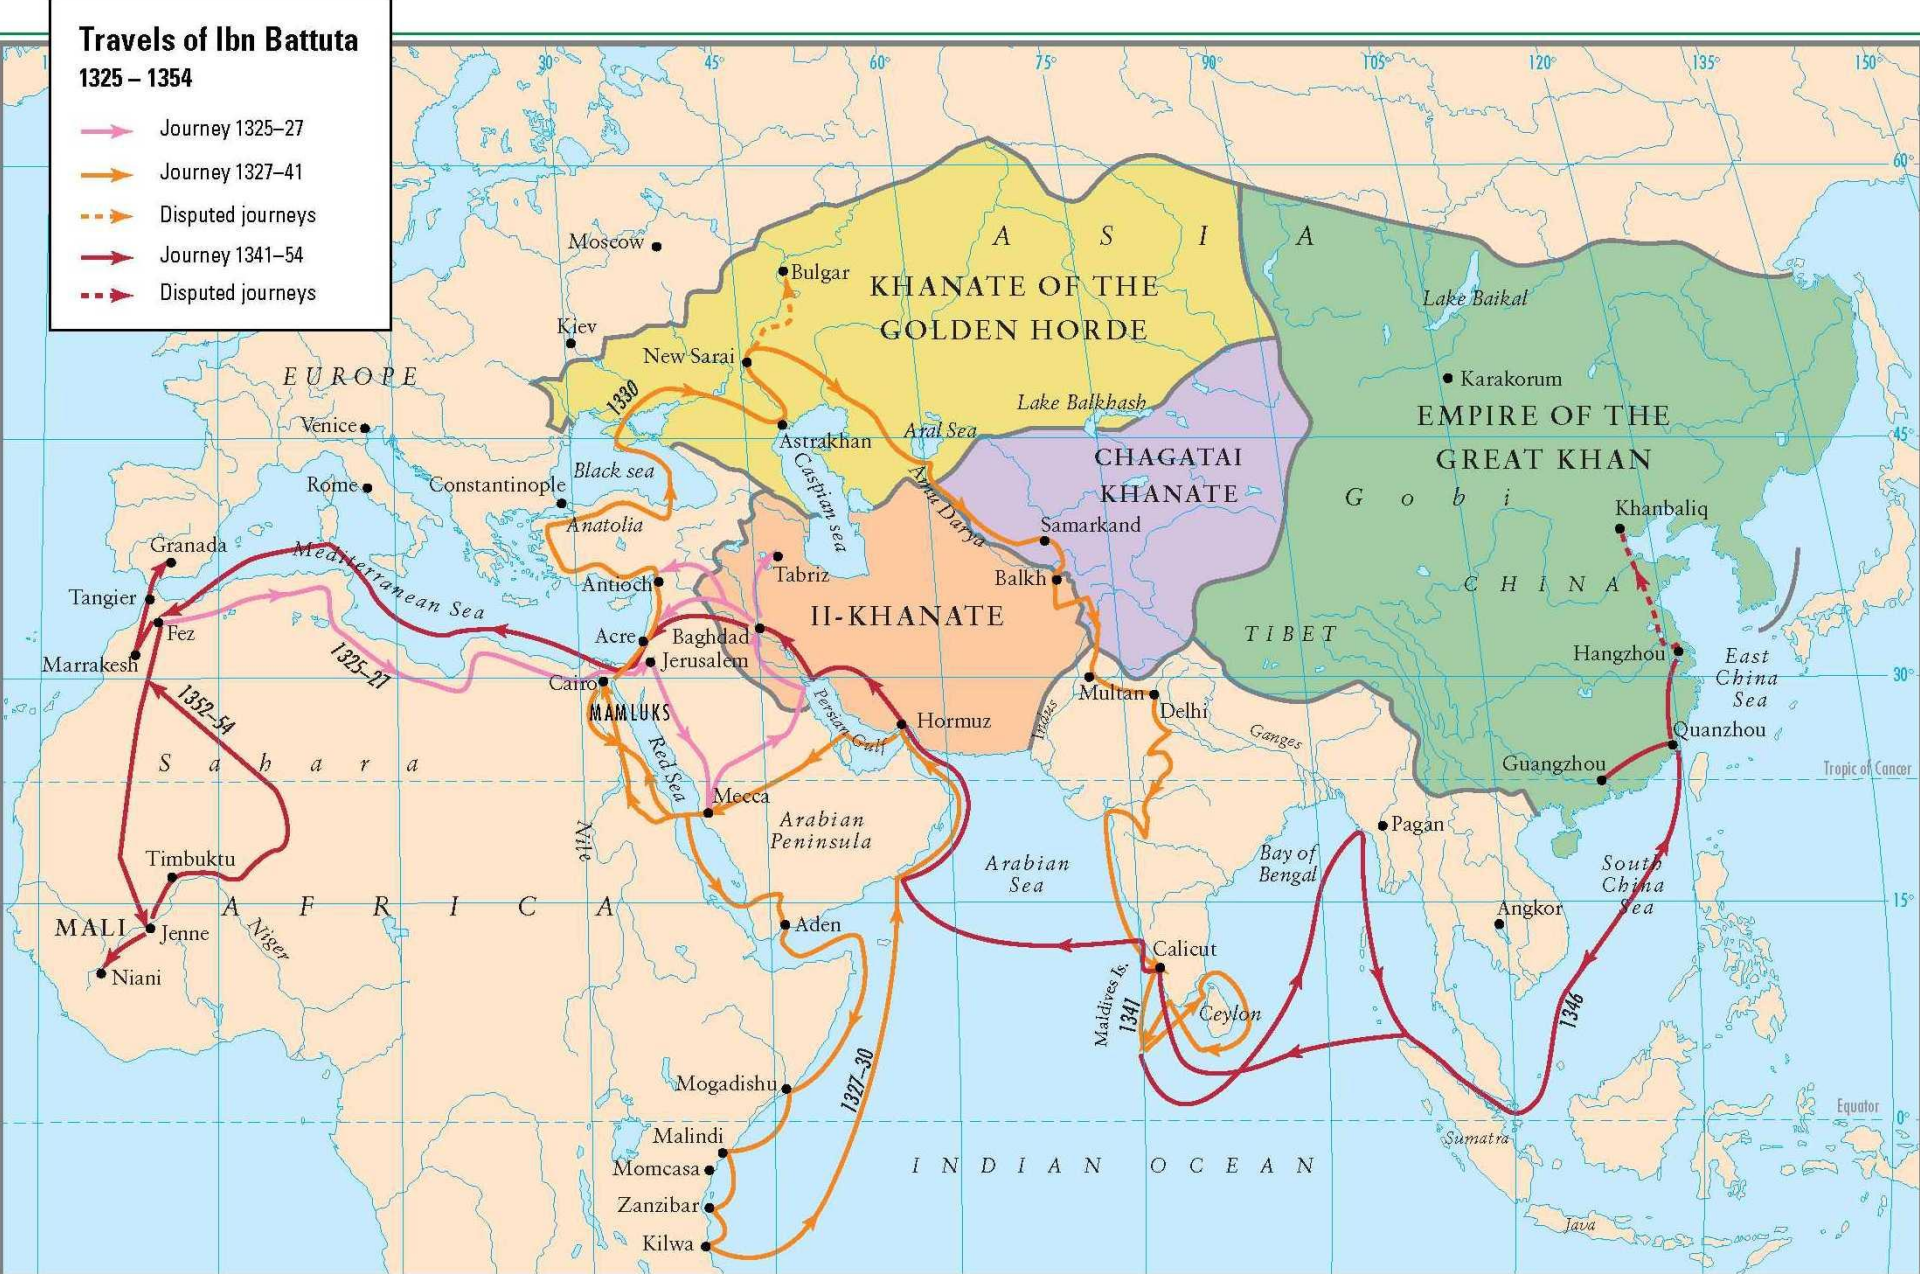 Travels of Ibn Battuta
1325 – 1354
Journey 1325–27
Journey 1327–41
Disputed journeys
Journey 1341–54
Disputed journeys
30°
45°
60°
75°
90°
105°
120°
135°
150°
60°
45°
30°
15°
0°
A S I A
Moscow
Bulgar
KHANATE OF THE
GOLDEN HORDE
Lake Baikal
Kiev
New Sarai
EUROPE
1330
Karakorum
Lake Balkhash
EMPIRE OF THE
GREAT KHAN
Venice
Astrakhan
Aral Sea
CHAGATAI
KHANATE
Black sea
Caspian sea
Rome
Constantinople
Amu Darya
Gobi
Khanbaliq
Anatolia
Samarkand
Granada
Mediterranean Sea
Tabriz
Antioch
Balkh
CHINA
Tangier
II-KHANATE
Fez
Acre
Baghdad
TIBET
Marrakesh
Jerusalem
Hangzhou
East
China
Sea
1325–27
Cairo
Multan
Delhi
MAMLUKS
1352–54
Persian Gulf
Hormuz
Indus
Ganges
Quanzhou
Sahara
Red Sea
Guangzhou
Tropic of Cancer
Mecca
Arabian
Peninsula
Nile
Pagan
Timbuktu
Arabian
Sea
Bay of
Bengal
South
China
Sea
AFRICA
MALI
Jenne
Niger
Aden
Angkor
Niani
Calicut
Maldives Is.
1341
Ceylon
1346
Mogadishu
1327–30
Equator
Malindi
Sumatra
Momcasa
INDIAN OCEAN
Zanzibar
Java
Kilwa